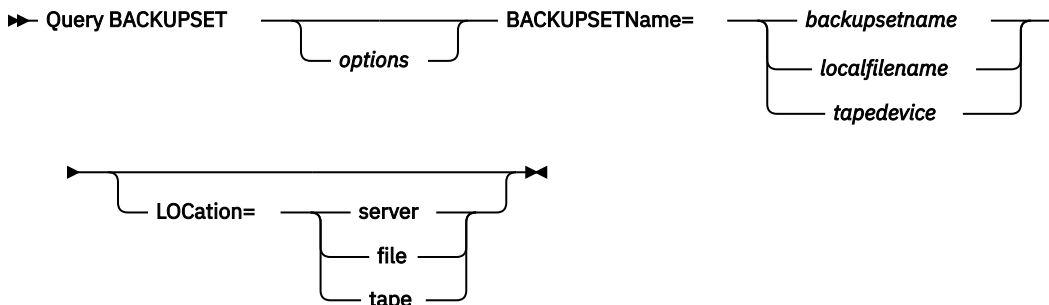 Query BACKUPSET options BACKUPSETName= backupsetname
localfilename
tapedevice
LOCation= server
file
tape